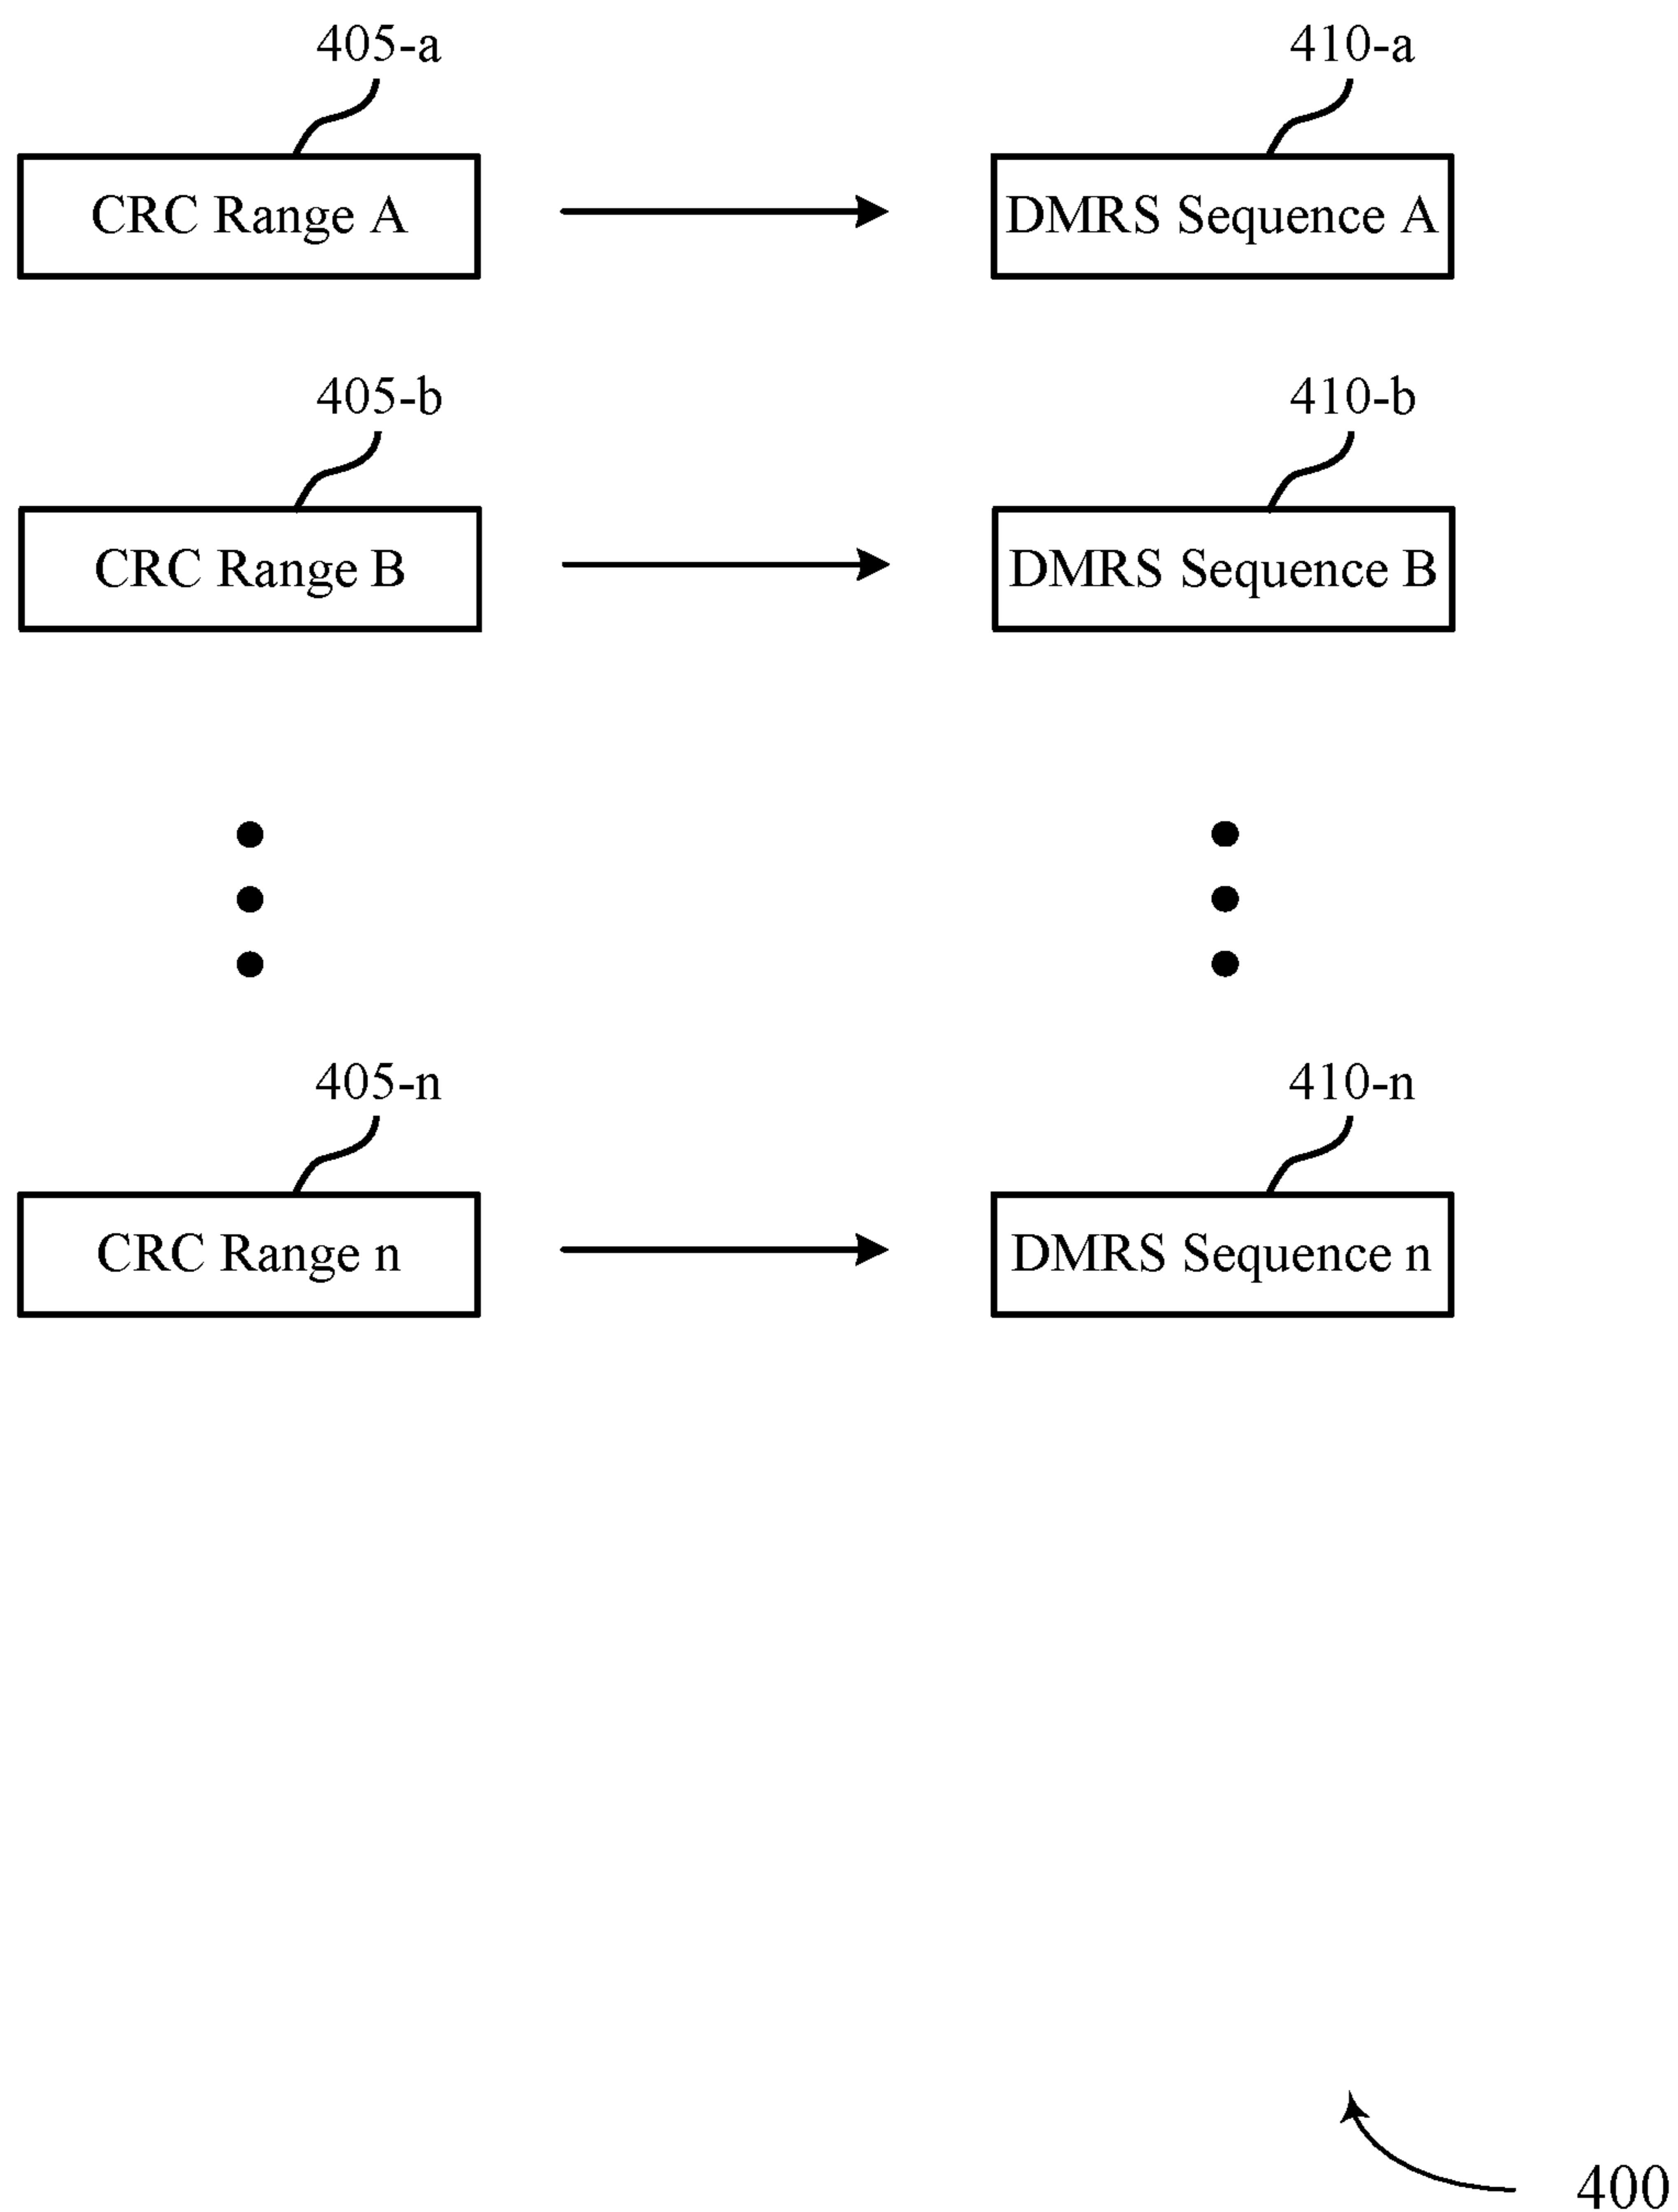 405-a
410-a
CRC Range A
DMRS Sequence A
405-b
410-b
CRC Range B
DMRS Sequence B
405-n
410-n
CRC Range n
DMRS Sequence n
400